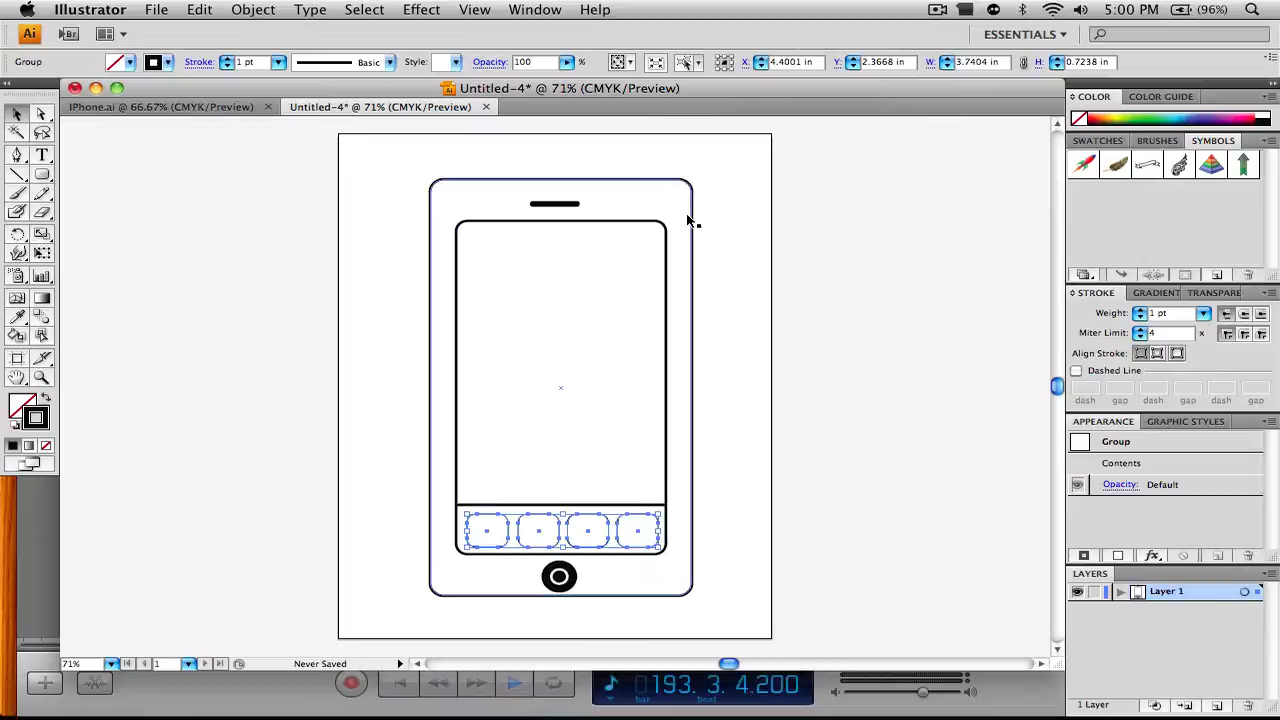 Illustrator File Edit Object Type Select Effect View Window Help 5:00 PM (96%)
Ai Br ESSENTIALS
Group Stroke: 1 pt Basic Style: Opacity: 100 % X: 4.4001 in Y: 2.3668 in W: 3.7404 in H: 0.7238 in
Untitled-4* @ 71% (CMYK/Preview)
IPhone.ai @ 66.67% (CMYK/Preview) Untitled-4* @ 71% (CMYK/Preview)
COLOR COLOR GUIDE
SWATCHES BRUSHES SYMBOLS
STROKE GRADIENT TRANSPARE
Weight: 1 pt
Miter Limit: 4 x
Align Stroke:
Dashed Line
dash gap dash gap dash gap
APPEARANCE GRAPHIC STYLES
Group
Contents
Opacity: Default
LAYERS
Layer 1
71% 1 Never Saved
193. 3. 4.200
bar beat
1 Layer